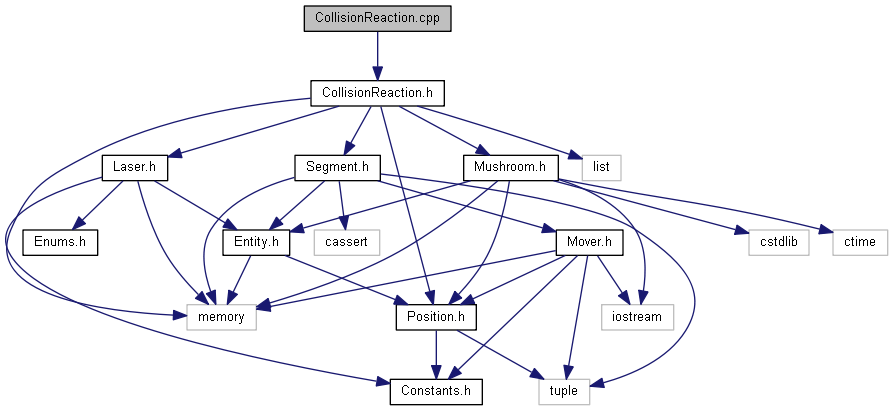 CollisionReaction.cpp
CollisionReaction.h
Laser.h
Segment.h
Mushroom.h
list
Enums.h
Entity.h
cassert
Mover.h
cstdlib
ctime
memory
Position.h
iostream
Constants.h
tuple